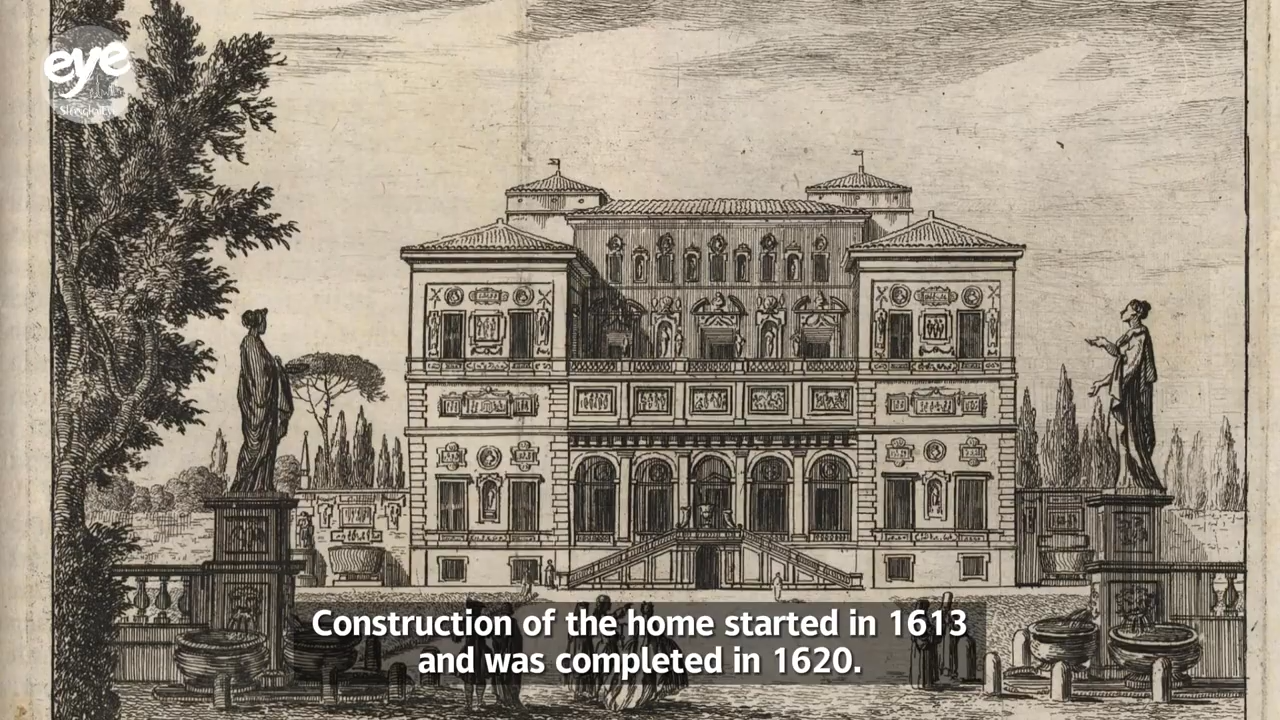 eye
Construction of the home started in 1613
and was completed in 1620.